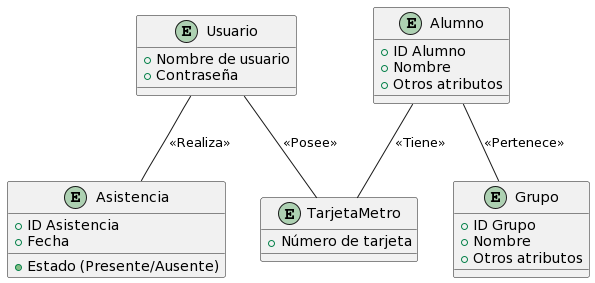 E Usuario
Nombre de usuario
Contraseña
E Alumno
ID Alumno
Nombre
Otros atributos
«Realiza»
«Posee»
«Tiene»
«Pertenece»
E Asistencia
ID Asistencia
Fecha
Estado (Presente/Ausente)
E TarjetaMetro
Número de tarjeta
E Grupo
ID Grupo
Nombre
Otros atributos